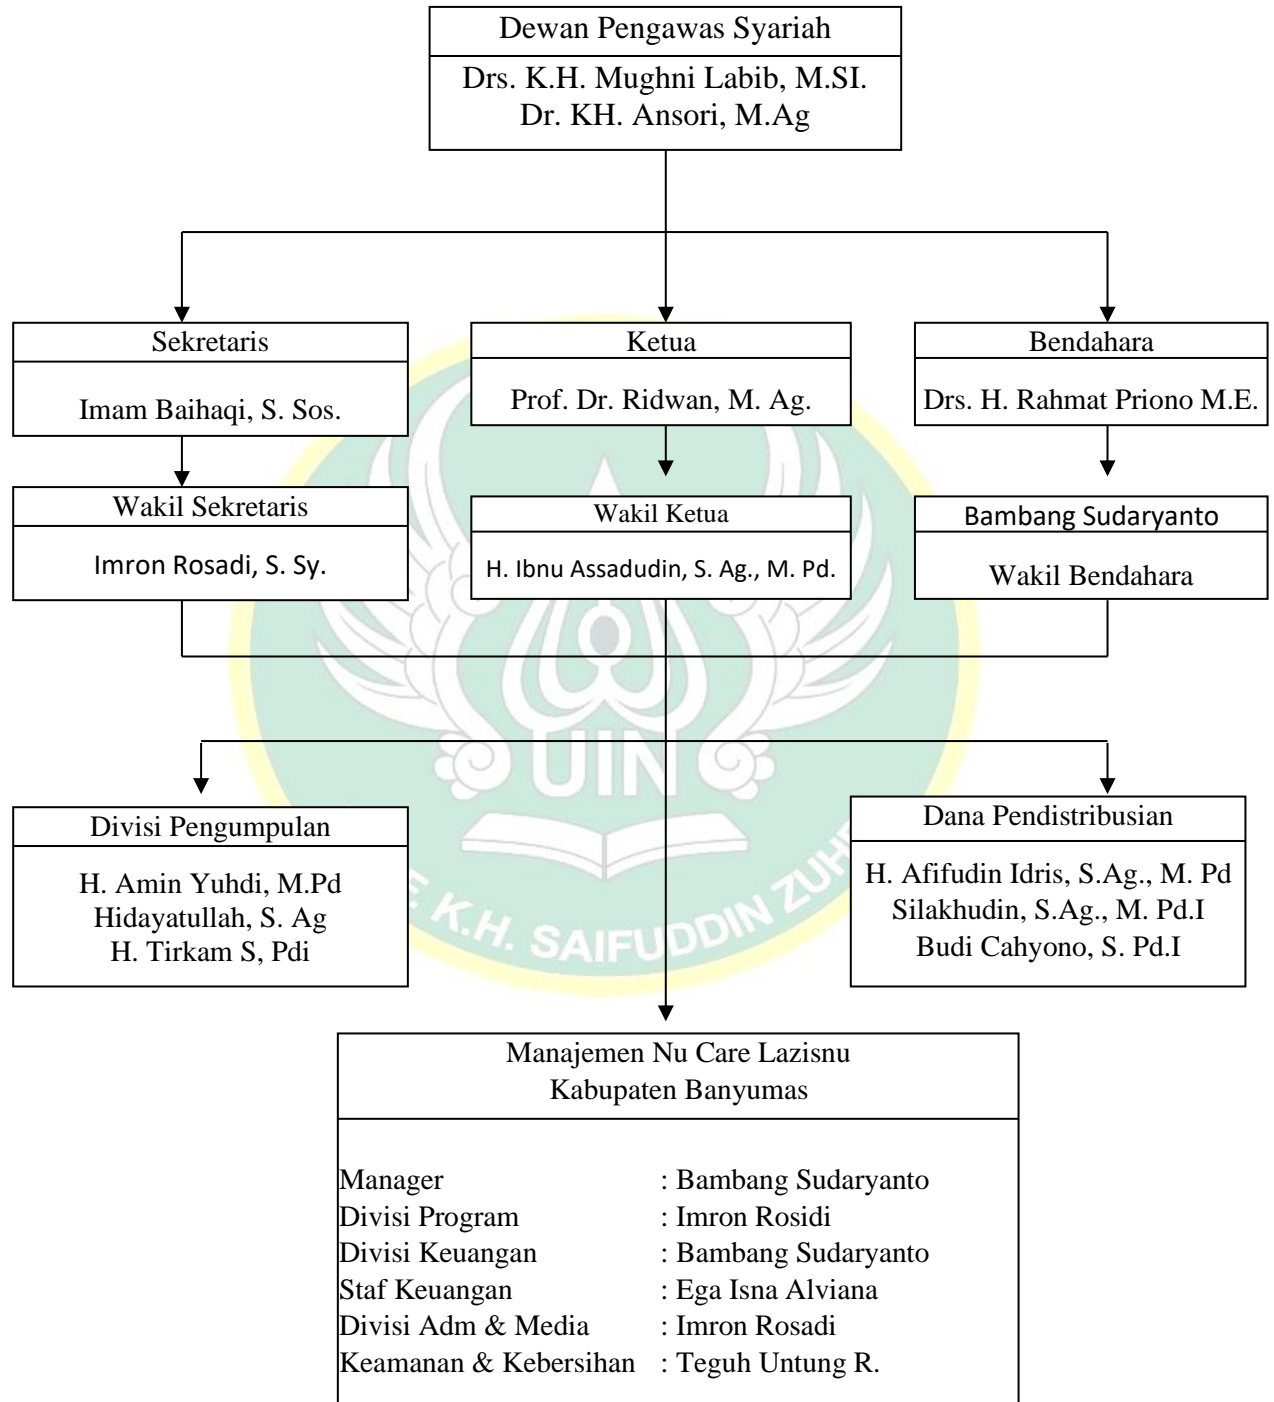 Dewan Pengawas Syariah
Drs. K.H. Mughni Labib, M.SI.
Dr. KH. Ansori, M.Ag
Sekretaris
Imam Baihaqi, S. Sos.
Ketua
Prof. Dr. Ridwan, M. Ag.
Bendahara
Drs. H. Rahmat Priono M.E.
Wakil Sekretaris
Imron Rosadi, S. Sy.
Wakil Ketua
H. Ibnu Assadudin, S. Ag., M. Pd.
Bambang Sudaryanto
Wakil Bendahara
UIN
K.H. SAIFUDDIN ZUH
Divisi Pengumpulan
H. Amin Yuhdi, M.Pd
Hidayatullah, S. Ag
H. Tirkam S, Pdi
Dana Pendistribusian
H. Afifudin Idris, S.Ag., M. Pd
Silakhudin, S.Ag., M. Pd.I
Budi Cahyono, S. Pd.I
Manajemen Nu Care Lazisnu
Kabupaten Banyumas
Manager : Bambang Sudaryanto
Divisi Program : Imron Rosidi
Divisi Keuangan : Bambang Sudaryanto
Staf Keuangan : Ega Isna Alviana
Divisi Adm & Media : Imron Rosadi
Keamanan & Kebersihan : Teguh Untung R.